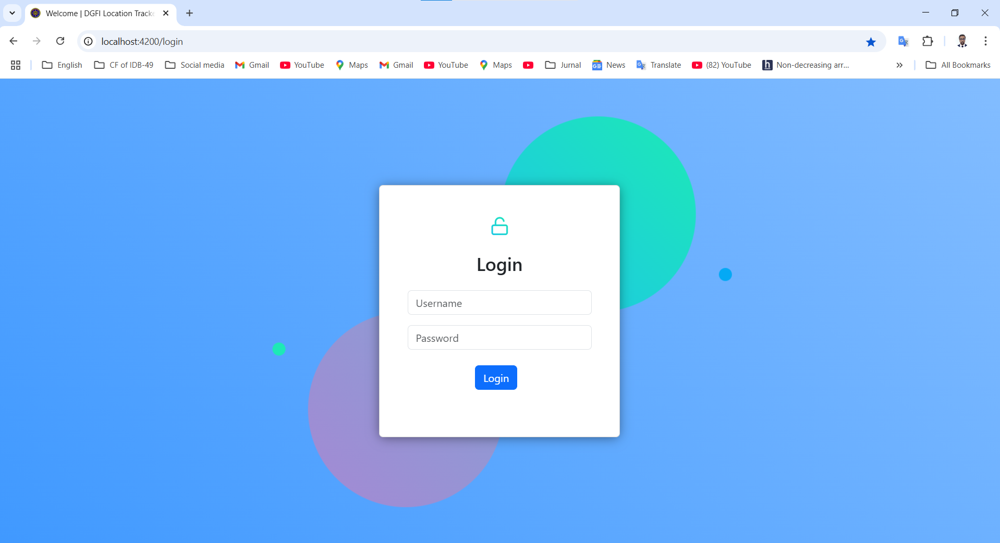 Welcome | DGFI Location Tracke
localhost:4200/login
English CF of IDB-49 Social media Gmail YouTube Maps Gmail YouTube Maps Jurnal News Translate (82) YouTube Non-decreasing arr... All Bookmarks
Login
Username
Password
Login